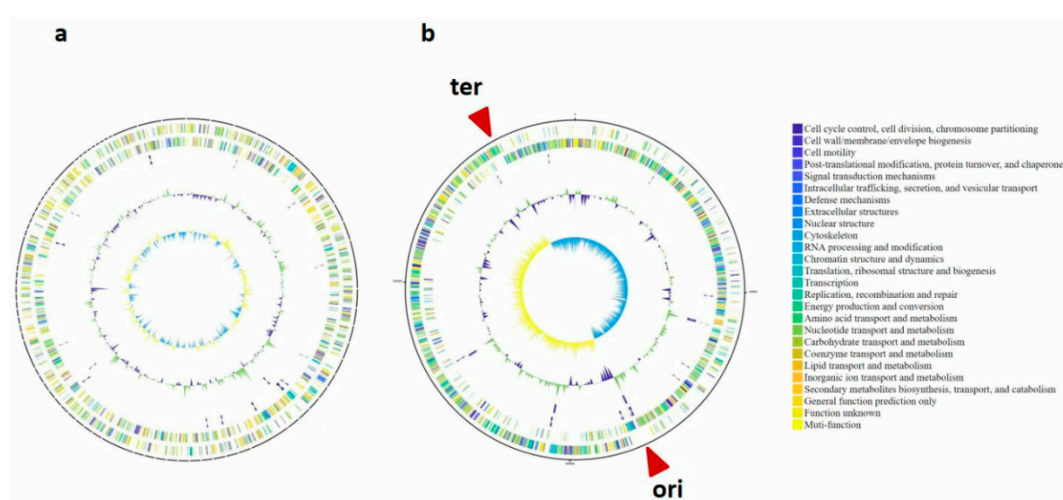 a
b
ter
ori
Cell cycle control, cell division, chromosome partitioning
Cell wall/membrane/envelope biogenesis
Cell motility
Post-translational modification, protein turnover, and chaperone
Signal transduction mechanisms
Intracellular trafficking, secretion, and vesicular transport
Defense mechanisms
Extracellular structures
Nuclear structure
Cytoskeleton
RNA processing and modification
Chromatin structure and dynamics
Translation, ribosomal structure and biogenesis
Transcription
Replication, recombination and repair
Energy production and conversion
Amino acid transport and metabolism
Nucleotide transport and metabolism
Carbohydrate transport and metabolism
Coenzyme transport and metabolism
Lipid transport and metabolism
Inorganic ion transport and metabolism
Secondary metabolites biosynthesis, transport, and catabolism
General function prediction only
Function unknown
Muti-function